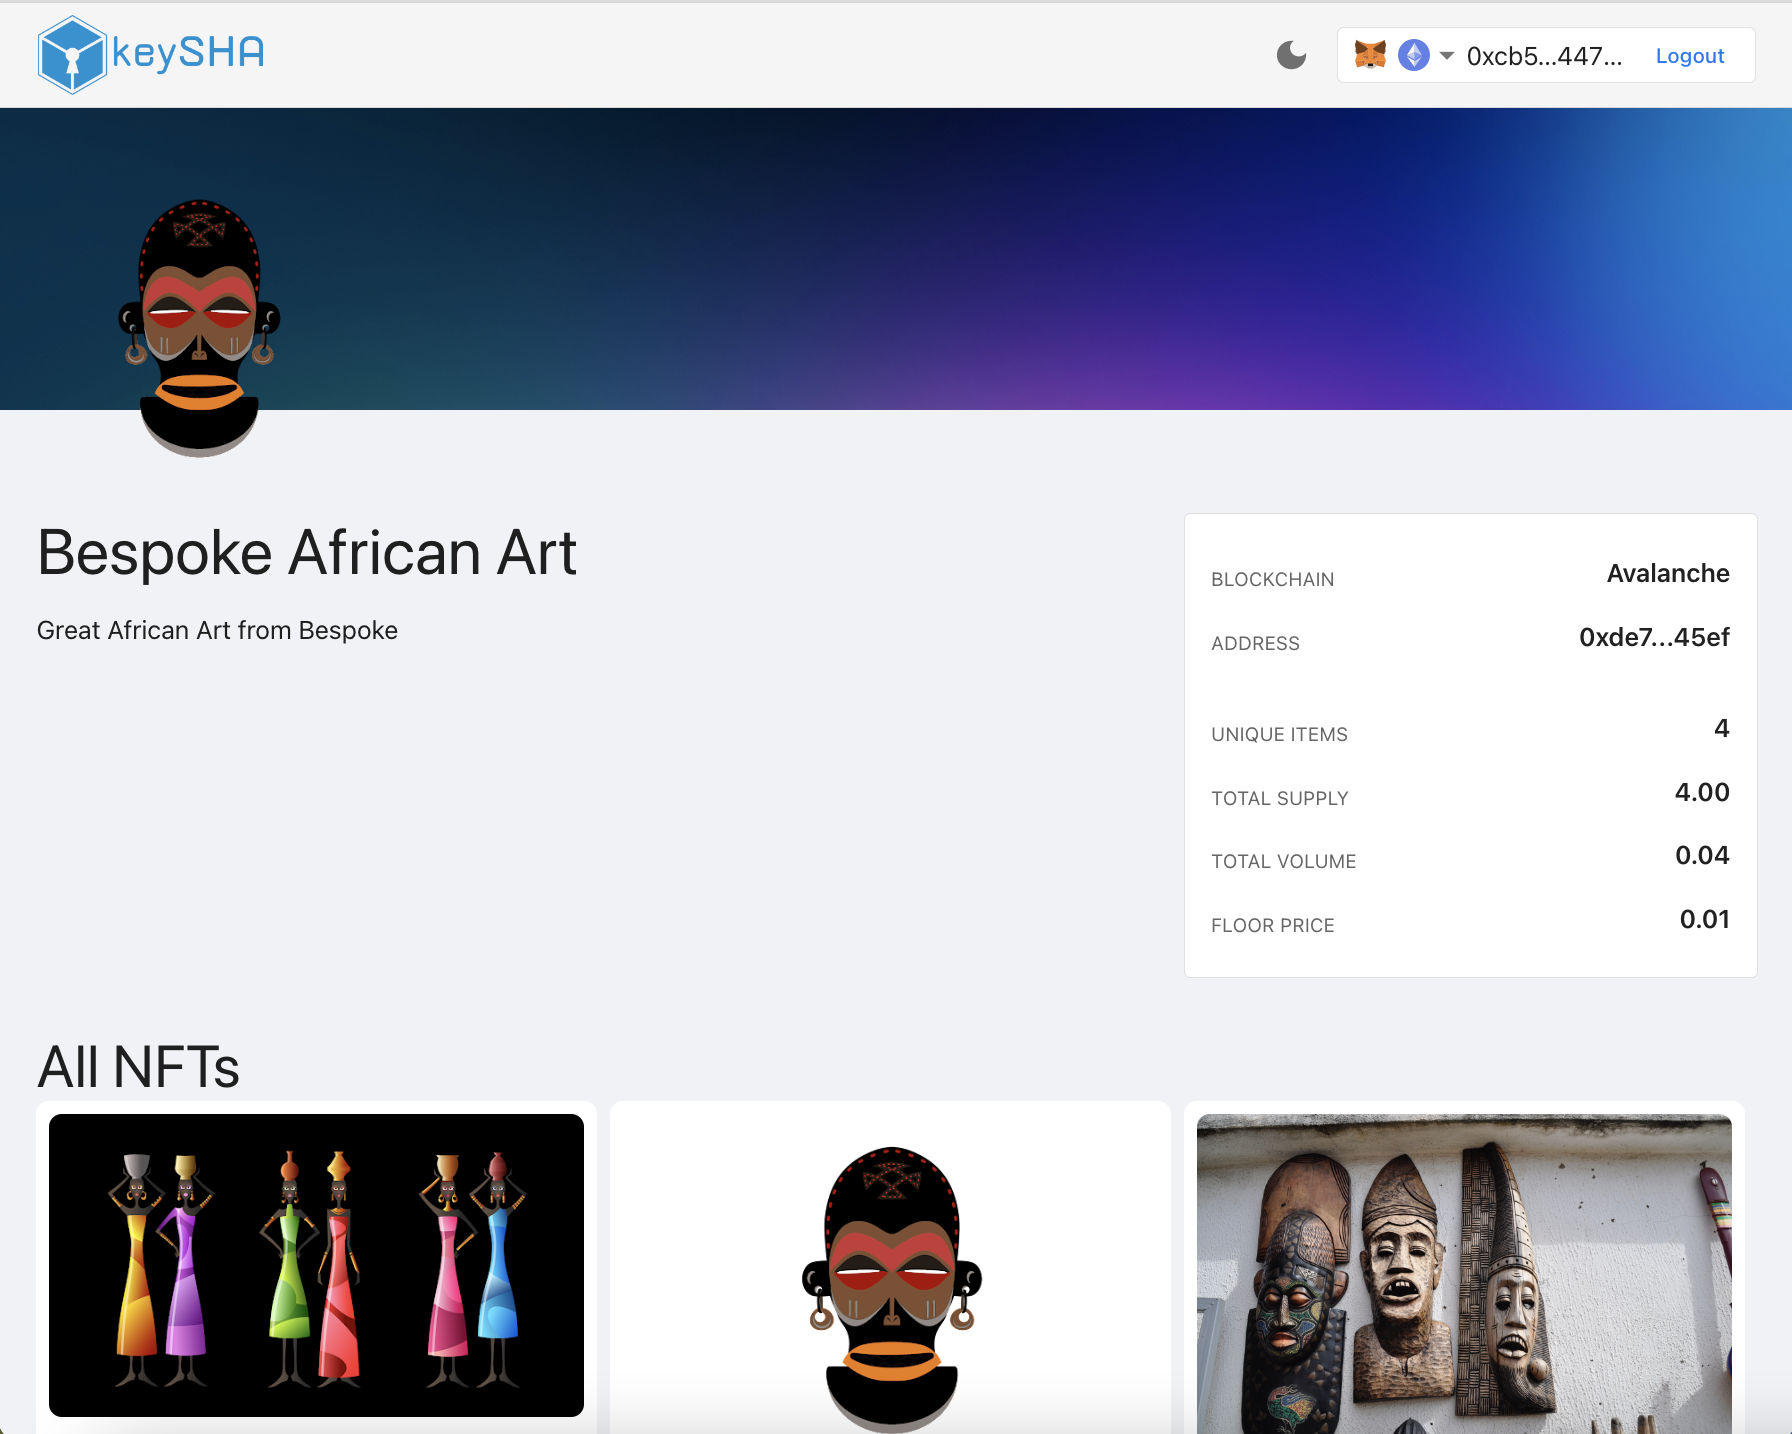 keySHA
0xcb5...447...
Logout
Bespoke African Art
Great African Art from Bespoke
BLOCKCHAIN
Avalanche
ADDRESS
0xde7...45ef
UNIQUE ITEMS
4
TOTAL SUPPLY
4.00
TOTAL VOLUME
0.04
FLOOR PRICE
0.01
All NFTs